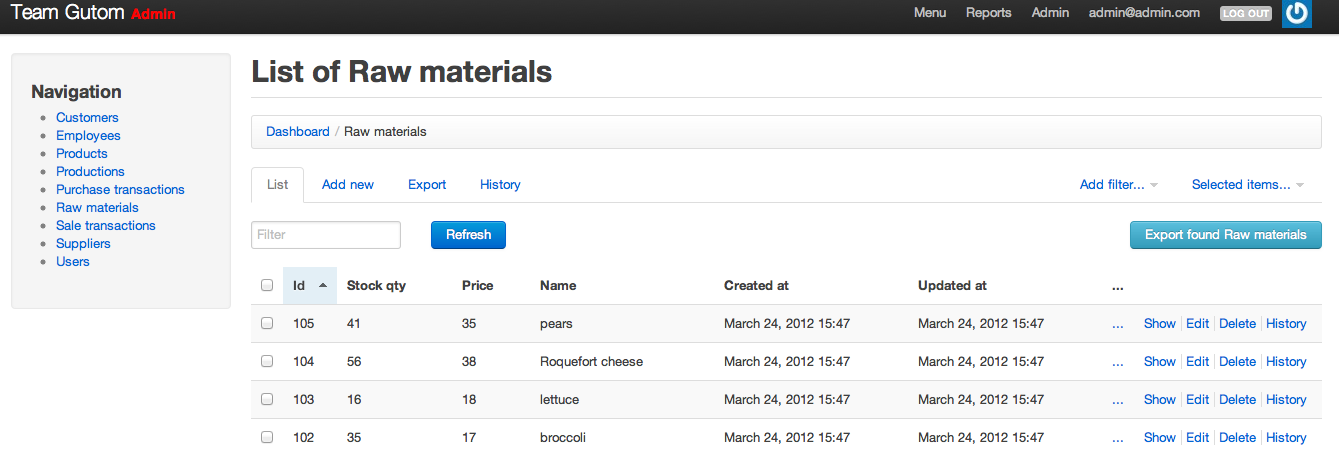 Team Gutom Admin
Menu Reports Admin admin@admin.com LOG OUT
Navigation
Customers
Employees
Products
Productions
Purchase transactions
Raw materials
Sale transactions
Suppliers
Users
List of Raw materials
Dashboard / Raw materials
List Add new Export History Add filter... Selected items...
Filter Refresh Export found Raw materials
Id Stock qty Price Name Created at Updated at ...
105 41 35 pears March 24, 2012 15:47 March 24, 2012 15:47 ... Show Edit Delete History
104 56 38 Roquefort cheese March 24, 2012 15:47 March 24, 2012 15:47 ... Show Edit Delete History
103 16 18 lettuce March 24, 2012 15:47 March 24, 2012 15:47 ... Show Edit Delete History
102 35 17 broccoli March 24, 2012 15:47 March 24, 2012 15:47 ... Show Edit Delete History